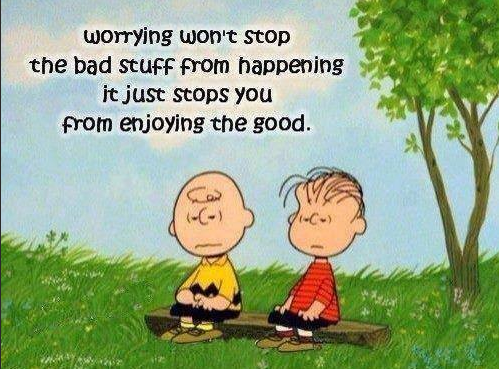 worrying won't stop
the bad stuff from happening
it just stops you
from enjoying the good.